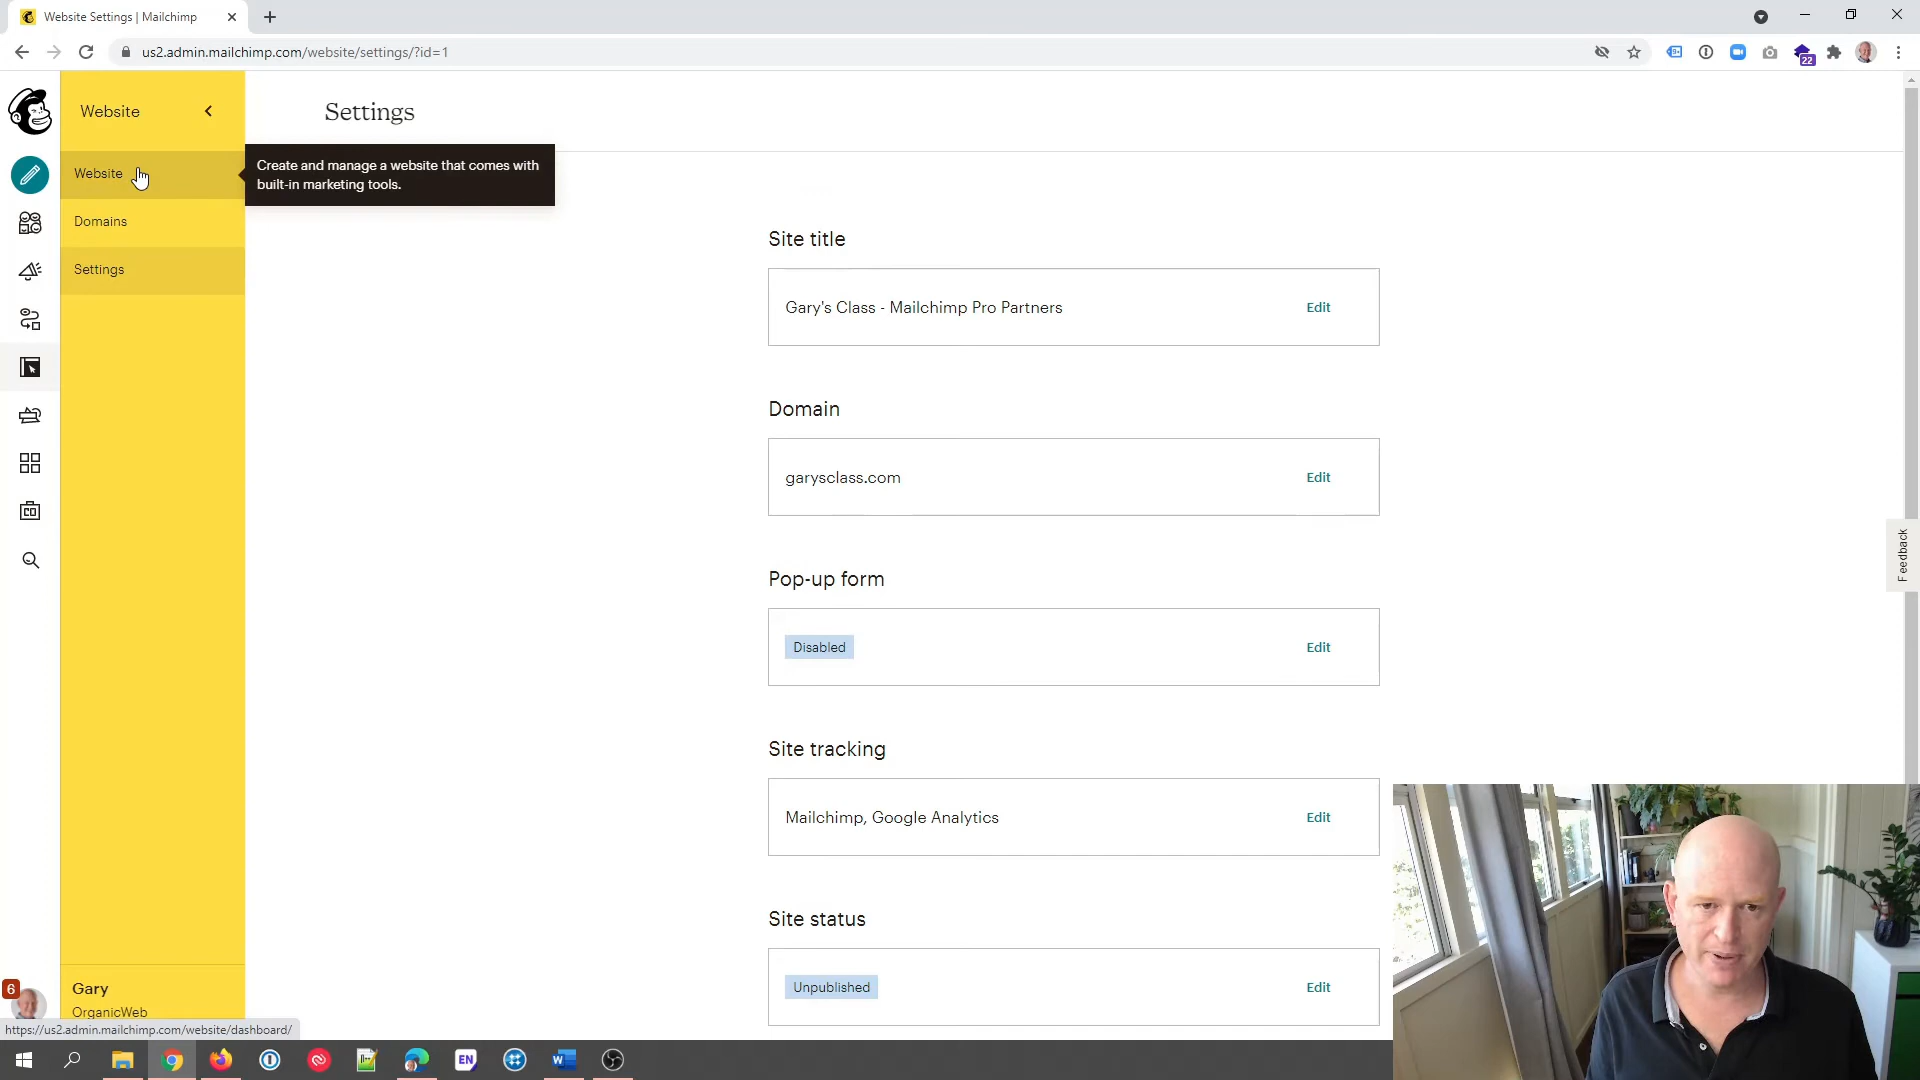 Website Settings | Mailchimp
us2.admin.mailchimp.com/website/settings/?id=1
22
Website
Settings
Website
Create and manage a website that comes with
built-in marketing tools.
Domains
Settings
Site title
Gary's Class - Mailchimp Pro Partners
Edit
Domain
garysclass.com
Edit
Pop-up form
Disabled
Edit
Feedback
Site tracking
Mailchimp, Google Analytics
Edit
Site status
Unpublished
Edit
6
Gary
OrganicWeb
https://us2.admin.mailchimp.com/website/dashboard/
EN